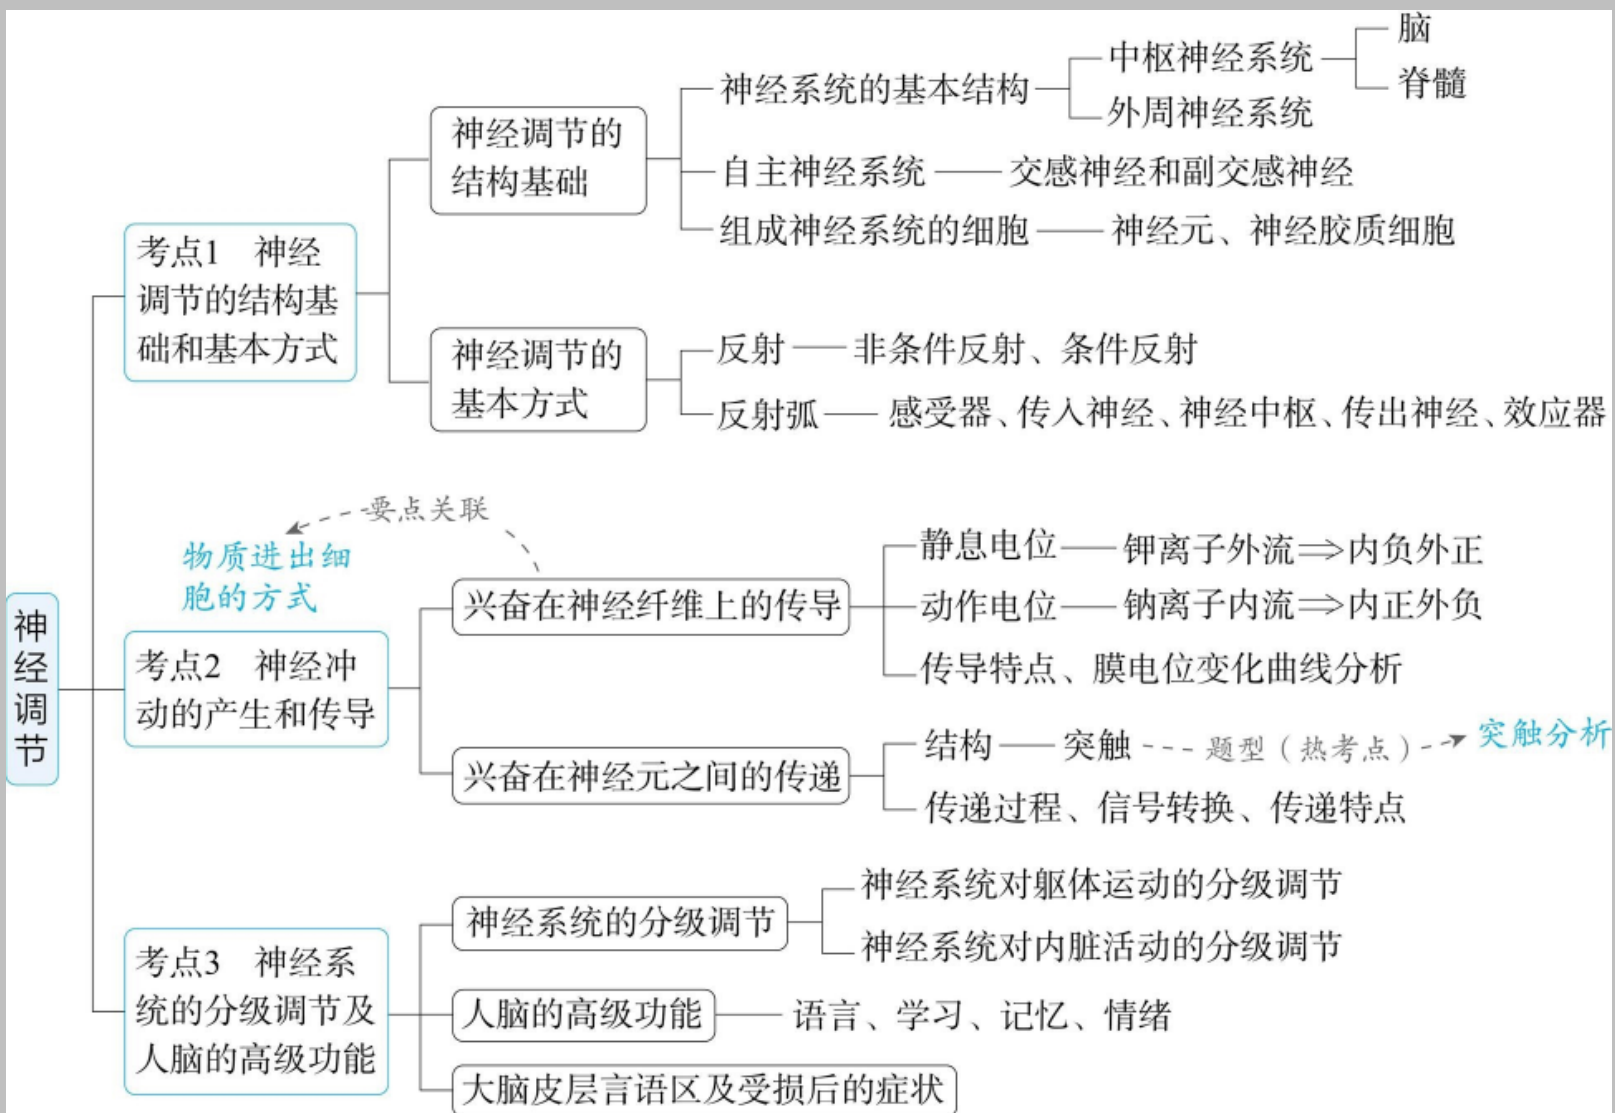 神经调节
考点1 神经
调节的结构基
础和基本方式
神经调节的
结构基础
神经系统的基本结构
中枢神经系统
脑
脊髓
外周神经系统
自主神经系统
交感神经和副交感神经
组成神经系统的细胞
神经元、神经胶质细胞
神经调节的
基本方式
反射
非条件反射、条件反射
反射弧
感受器、传入神经、神经中枢、传出神经、效应器
要点关联
物质进出细
胞的方式
考点2 神经冲
动的产生和传导
兴奋在神经纤维上的传导
静息电位
钾离子外流⇒内负外正
动作电位
钠离子内流⇒内正外负
传导特点、膜电位变化曲线分析
兴奋在神经元之间的传递
结构
突触
题型（热考点）
突触分析
传递过程、信号转换、传递特点
考点3 神经系
统的分级调节及
人脑的高级功能
神经系统的分级调节
神经系统对躯体运动的分级调节
神经系统对内脏活动的分级调节
人脑的高级功能
语言、学习、记忆、情绪
大脑皮层言语区及受损后的症状